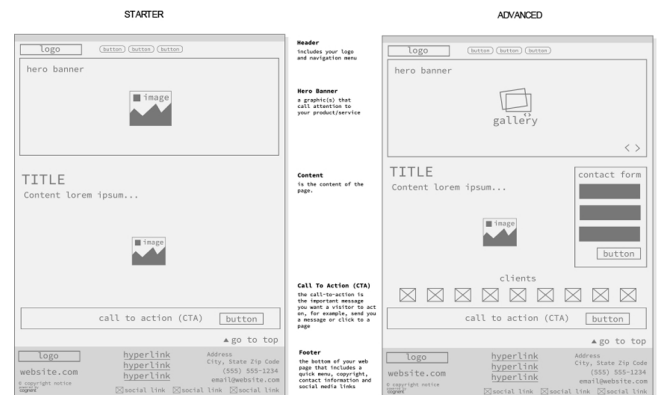 STARTER
ADVANCED
logo
button
button
button
hero banner
image
TITLE
Content lorem ipsum...
image
call to action (CTA)
button
go to top
logo
website.com
© copyright notice
hyperlink
hyperlink
hyperlink
Address
City, State Zip Code
(555) 555-1234
email@website.com
social link
social link
Header
includes your logo
and navigation menu
Hero Banner
a graphic(s) that
call attention to
your product/service
Content
is the content of the
page.
Call To Action (CTA)
the call-to-action is
the important message
you want a visitor to act
on, for example, send you
a message or click to a
page
Footer
the bottom of your web
page that includes a
quick menu, copyright,
contact information and
social media links
logo
button
button
button
hero banner
gallery
< >
TITLE
Content lorem ipsum...
image
contact form
button
clients
call to action (CTA)
button
go to top
logo
website.com
© copyright notice
hyperlink
hyperlink
hyperlink
Address
City, State Zip Code
(555) 555-1234
email@website.com
social link
social link